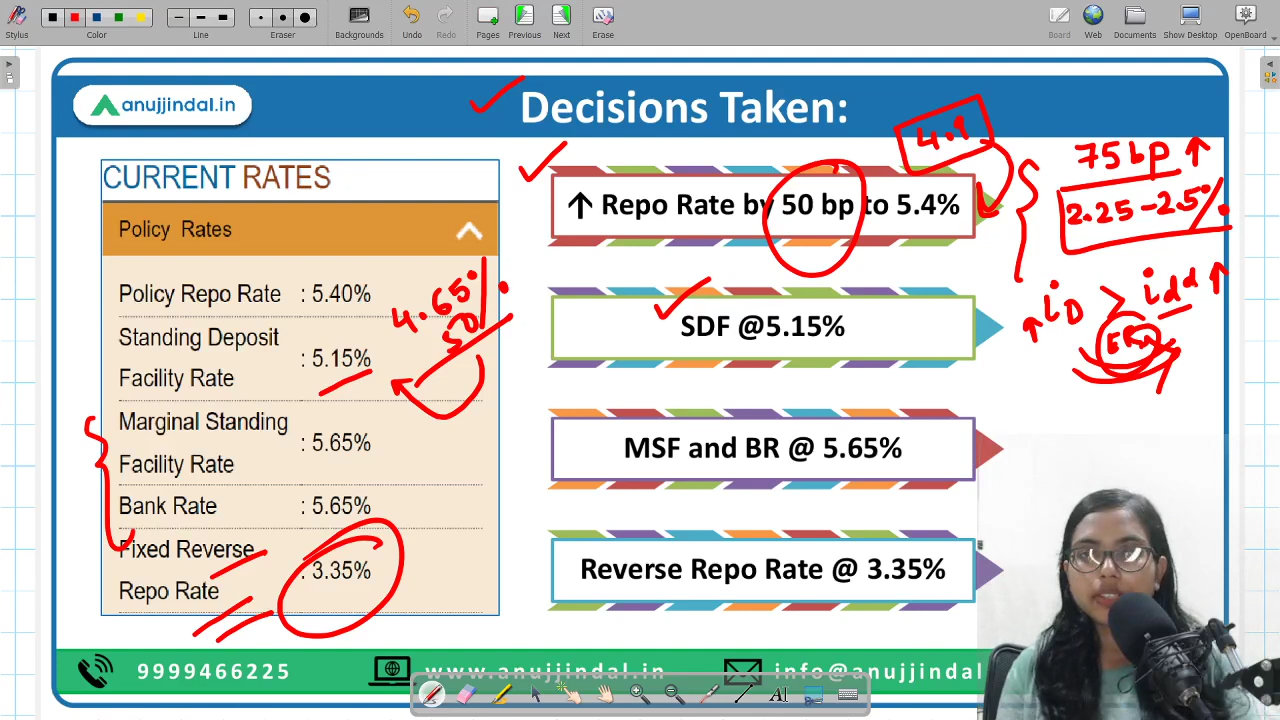 Stylus
Color
Line
Eraser
Backgrounds
Undo
Redo
Pages
Previous
Next
Erase
Board
Web
Documents
Show Desktop
OpenBoard
anujjindal.in
Decisions Taken:
CURRENT RATES
Policy Rates
Policy Repo Rate : 5.40%
Standing Deposit
Facility Rate : 5.15%
Marginal Standing
Facility Rate : 5.65%
Bank Rate : 5.65%
Fixed Reverse
Repo Rate : 3.35%
4.65%
50
↑ Repo Rate by 50 bp to 5.4%
SDF @5.15%
MSF and BR @ 5.65%
Reverse Repo Rate @ 3.35%
4.9
75 bp ↑
2.25-2.5%
↑ iD > idd ↑
9999466225
www.anujjindal.in
info@anujjindal
AI